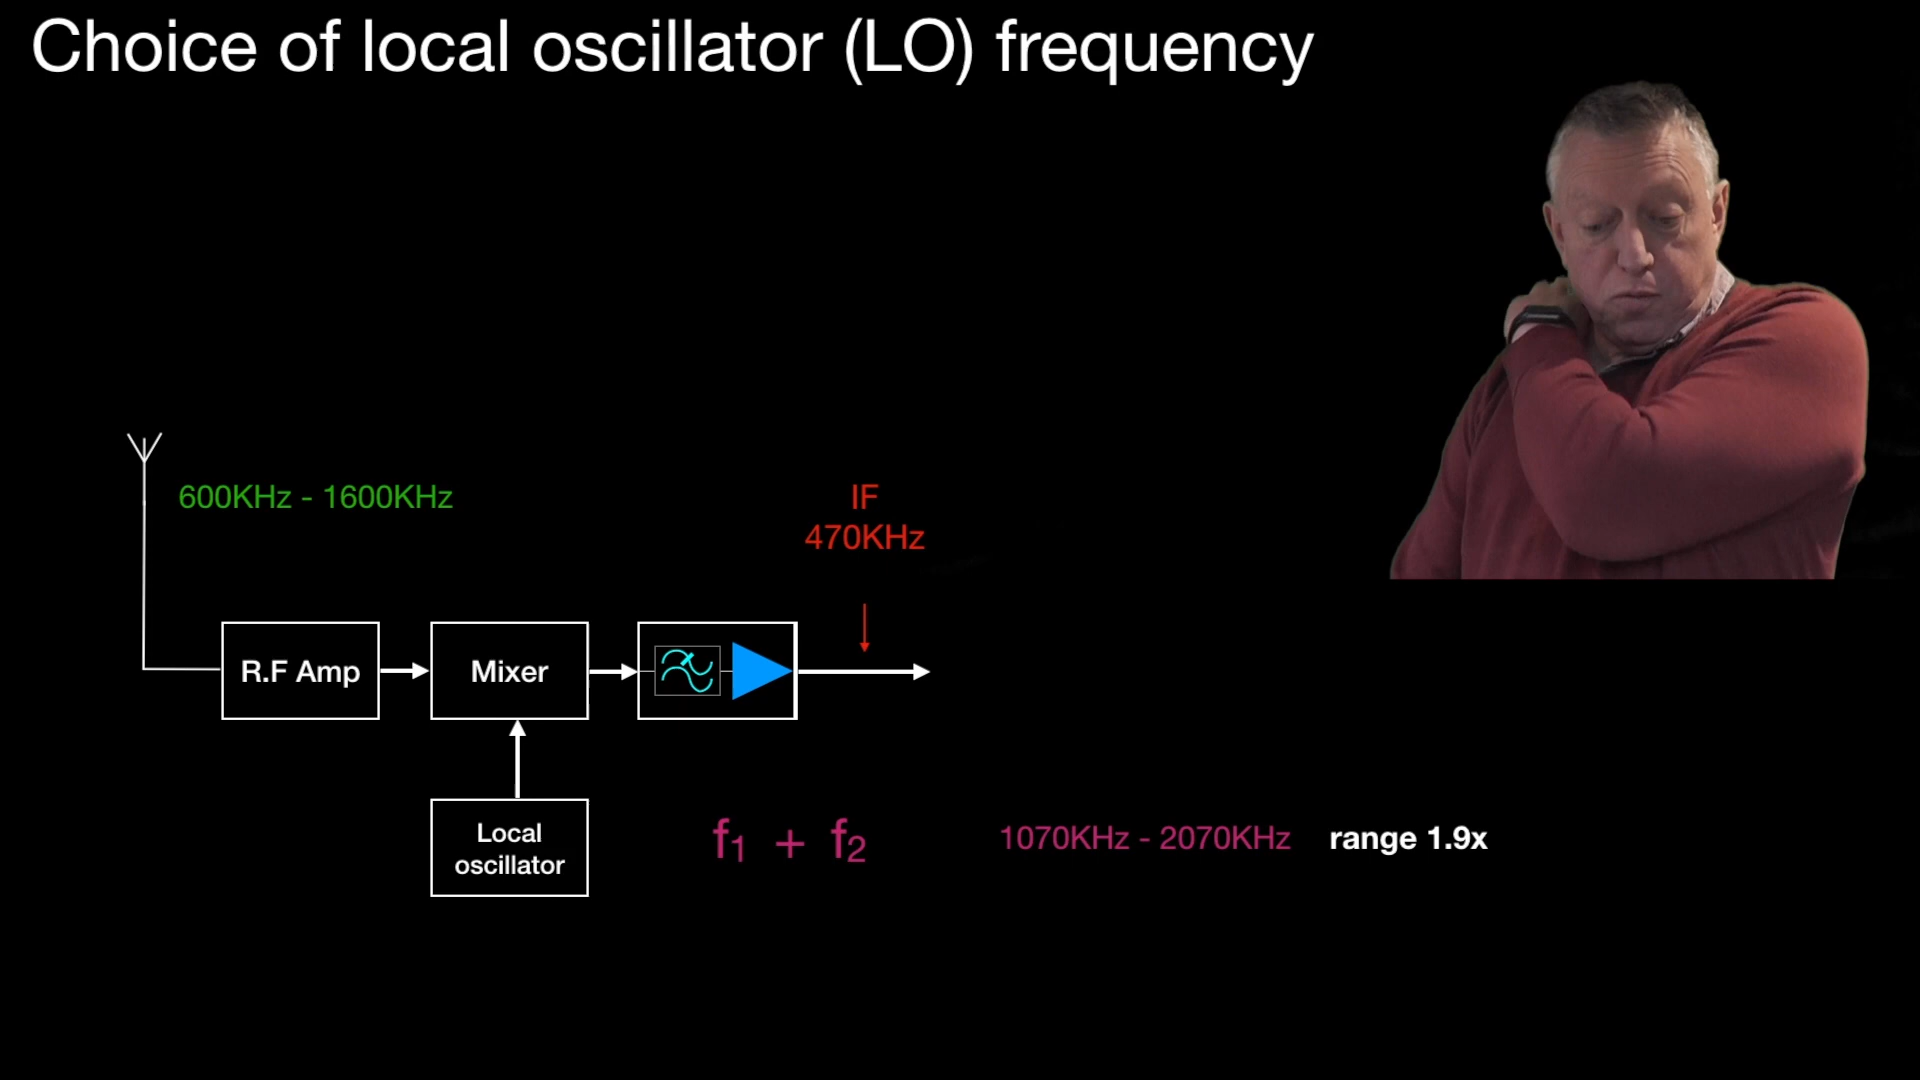 Choice of local oscillator (LO) frequency
600KHz - 1600KHz
IF
470KHz
R.F Amp
Mixer
Local
oscillator
f₁ + f₂
1070KHz - 2070KHz
range 1.9x